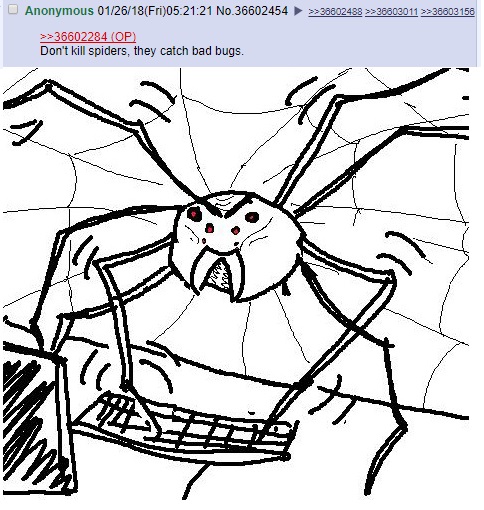 Anonymous 01/26/18(Fri)05:21:21 No.36602454 ▶ >>36602488 >>36603011 >>36603156
>>36602284 (OP)
Don't kill spiders, they catch bad bugs.